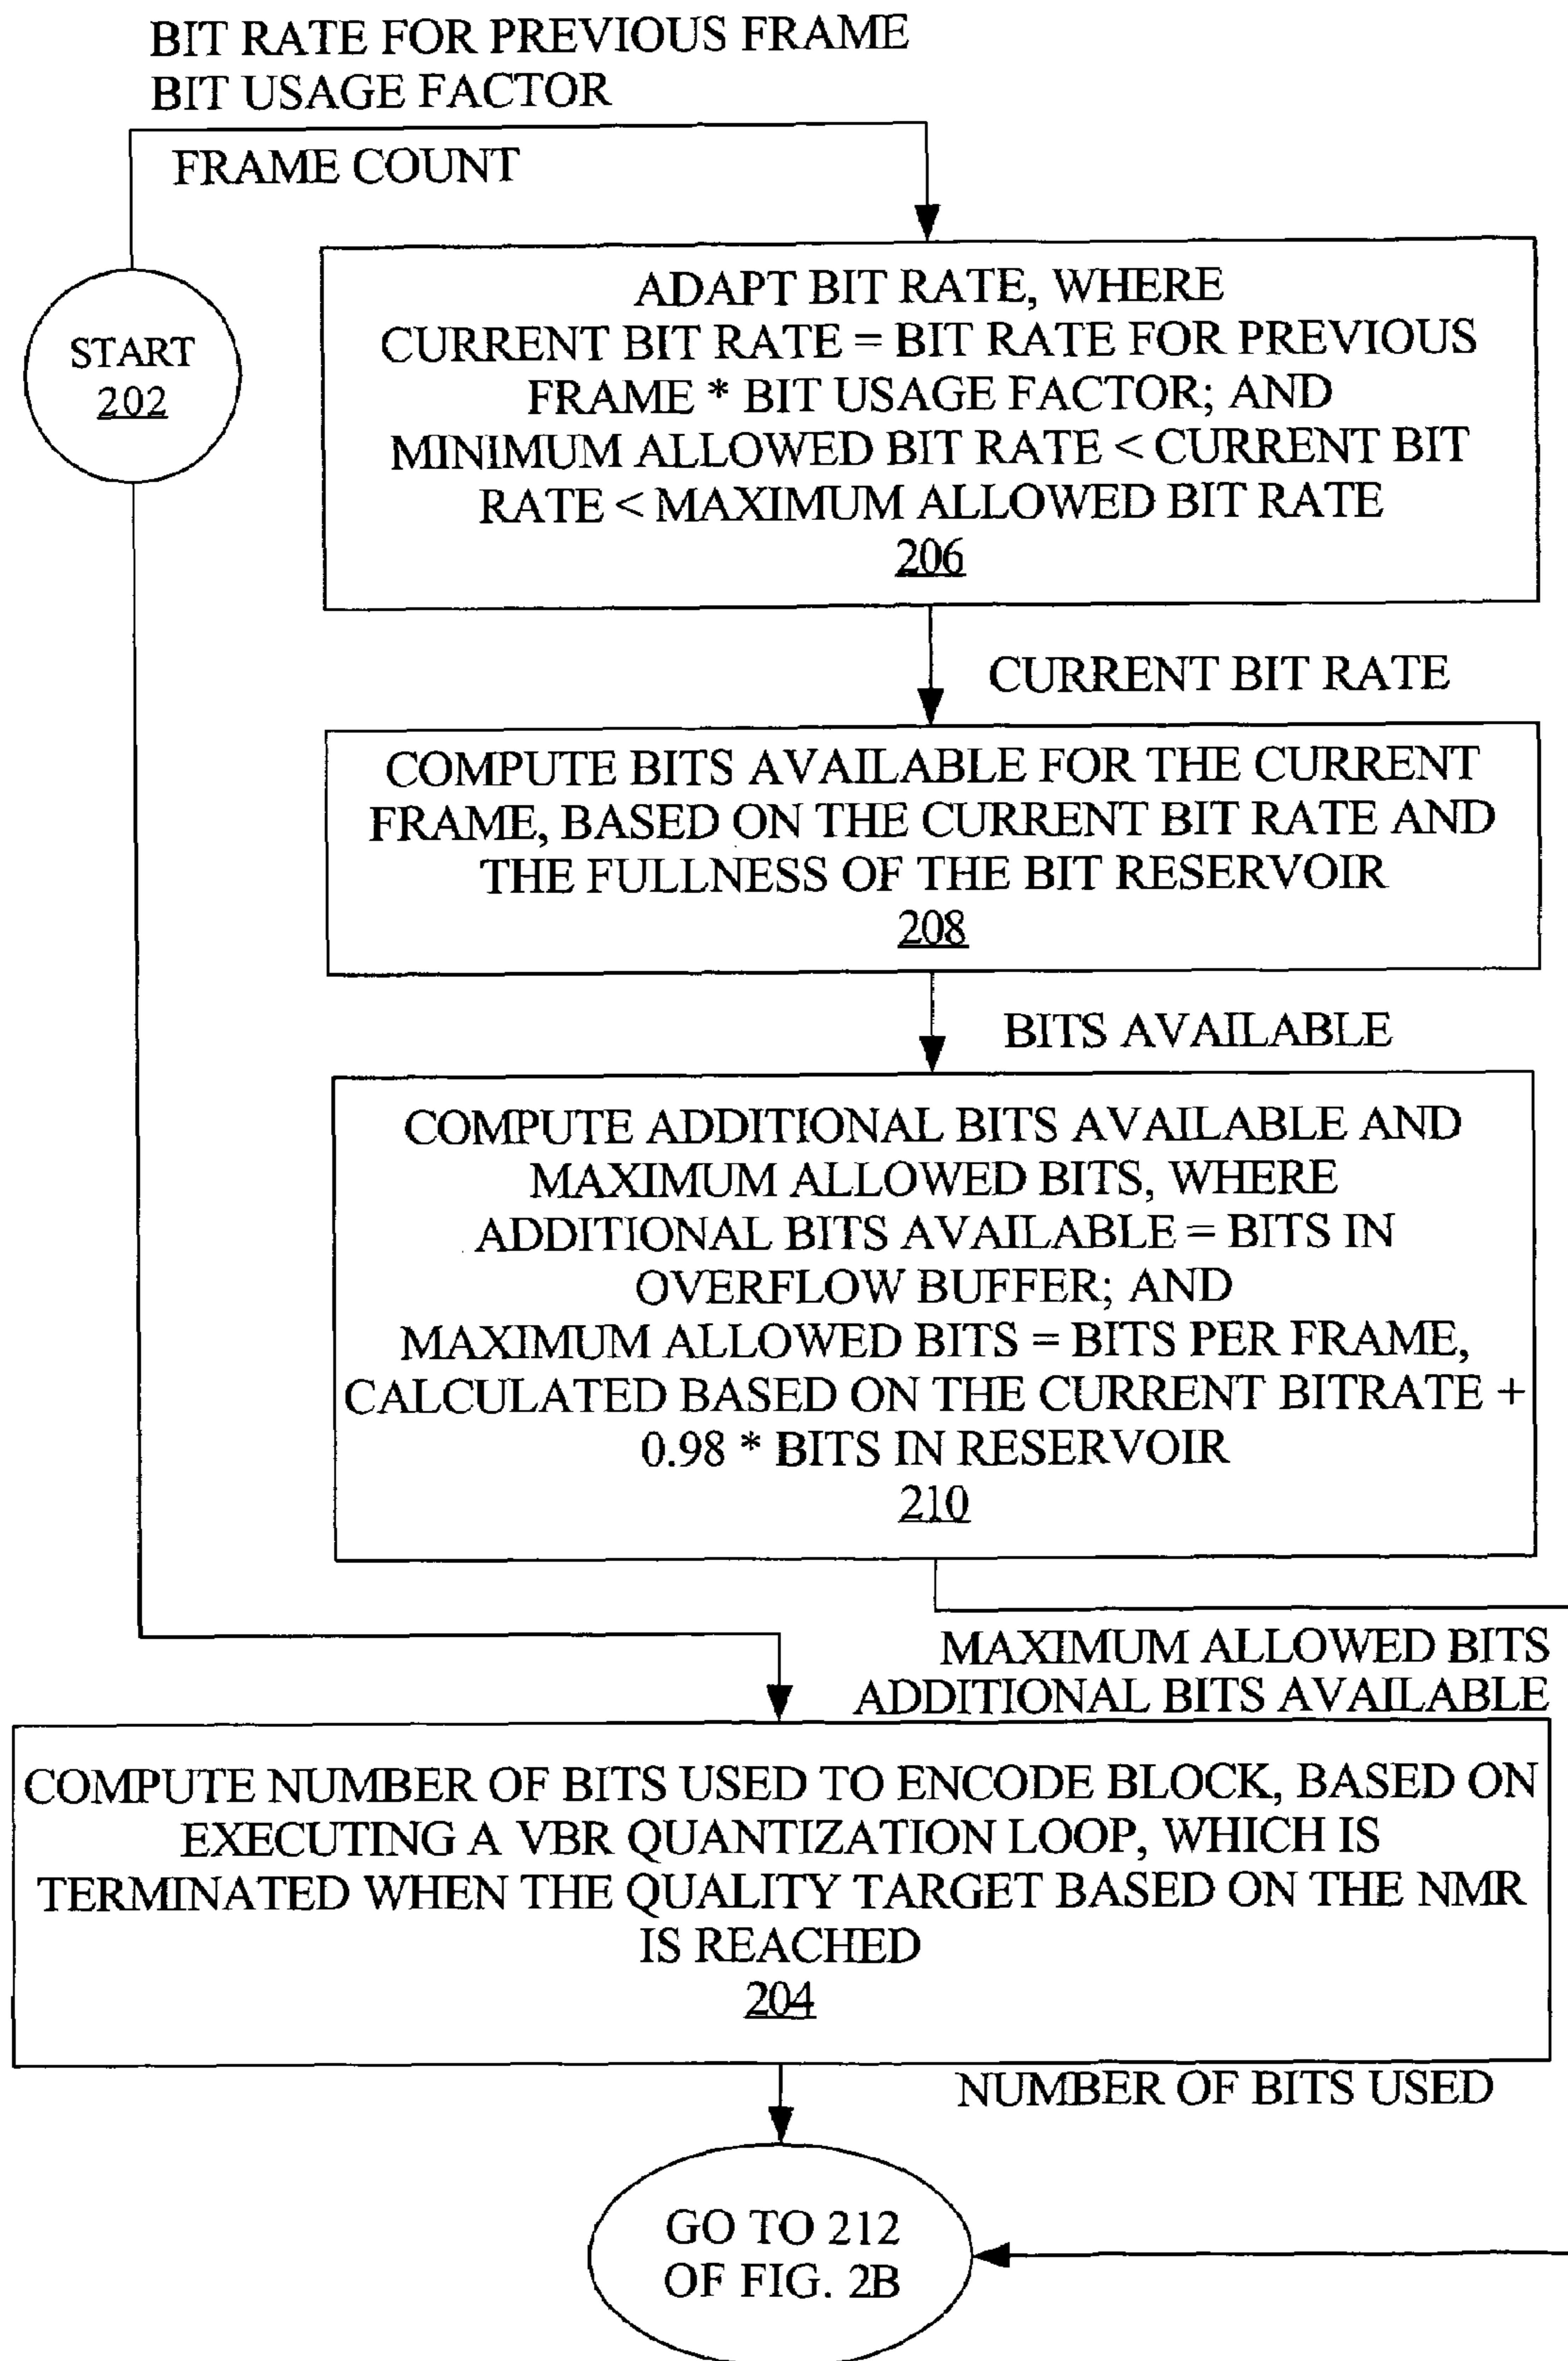 BIT RATE FOR PREVIOUS FRAME
BIT USAGE FACTOR
FRAME COUNT
START
202
ADAPT BIT RATE, WHERE
CURRENT BIT RATE = BIT RATE FOR PREVIOUS
FRAME * BIT USAGE FACTOR; AND
MINIMUM ALLOWED BIT RATE < CURRENT BIT
RATE < MAXIMUM ALLOWED BIT RATE
206
CURRENT BIT RATE
COMPUTE BITS AVAILABLE FOR THE CURRENT
FRAME, BASED ON THE CURRENT BIT RATE AND
THE FULLNESS OF THE BIT RESERVOIR
208
BITS AVAILABLE
COMPUTE ADDITIONAL BITS AVAILABLE AND
MAXIMUM ALLOWED BITS, WHERE
ADDITIONAL BITS AVAILABLE = BITS IN
OVERFLOW BUFFER; AND
MAXIMUM ALLOWED BITS = BITS PER FRAME,
CALCULATED BASED ON THE CURRENT BITRATE +
0.98 * BITS IN RESERVOIR
210
MAXIMUM ALLOWED BITS
ADDITIONAL BITS AVAILABLE
COMPUTE NUMBER OF BITS USED TO ENCODE BLOCK, BASED ON
EXECUTING A VBR QUANTIZATION LOOP, WHICH IS
TERMINATED WHEN THE QUALITY TARGET BASED ON THE NMR
IS REACHED
204
NUMBER OF BITS USED
GO TO 212
OF FIG. 2B